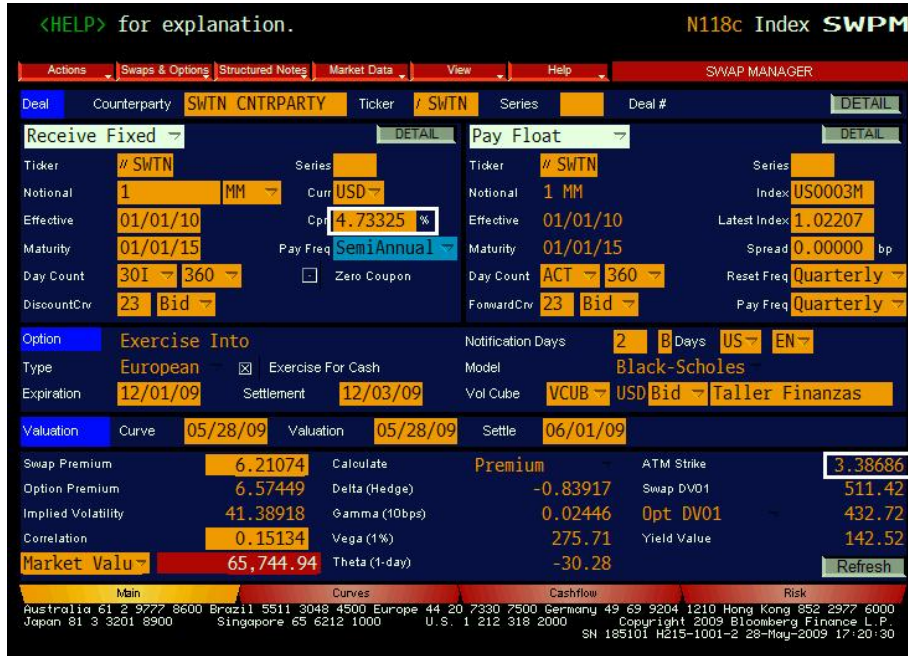 <HELP> for explanation. N118c Index SWPM
Actions Swaps & Options Structured Notes Market Data View Help SWAP MANAGER
Deal Counterparty SWTN CNTRPARTY Ticker / SWTN Series Deal # DETAIL
Receive Fixed DETAIL Pay Float DETAIL
Ticker // SWTN Series Ticker // SWTN Series
Notional 1 MM Curr USD Notional 1 MM Index US0003M
Effective 01/01/10 Cpn 4.73325 % Effective 01/01/10 Latest Index 1.02207
Maturity 01/01/15 Pay Freq SemiAnnual Maturity 01/01/15 Spread 0.00000 bp
Day Count 30I 360 - Zero Coupon Day Count ACT 360 Reset Freq Quarterly
DiscountCrv 23 Bid ForwardCrv 23 Bid Pay Freq Quarterly
Option Exercise Into Notification Days 2 B Days US EN
Type European Exercise For Cash Model Black-Scholes
Expiration 12/01/09 Settlement 12/03/09 Vol Cube VCUB USD Bid Taller Finanzas
Valuation Curve 05/28/09 Valuation 05/28/09 Settle 06/01/09
Swap Premium 6.21074 Calculate Premium ATM Strike 3.38686
Option Premium 6.57449 Delta (Hedge) -0.83917 Swap DV01 511.42
Implied Volatility 41.38918 Gamma (10bps) 0.02446 Opt DV01 432.72
Correlation 0.15134 Vega (1%) 275.71 Yield Value 142.52
Market Valu 65,744.94 Theta (1-day) -30.28 Refresh
Main Curves Cashflow Risk
Australia 61 2 9777 8600 Brazil 5511 3048 4500 Europe 44 20 7330 7500 Germany 49 69 9204 1210 Hong Kong 852 2977 6000
Japan 81 3 3201 8900 Singapore 65 6212 1000 U.S. 1 212 318 2000 Copyright 2009 Bloomberg Finance L.P.
SN 185101 H215-1001-2 28-May-2009 17:20:30